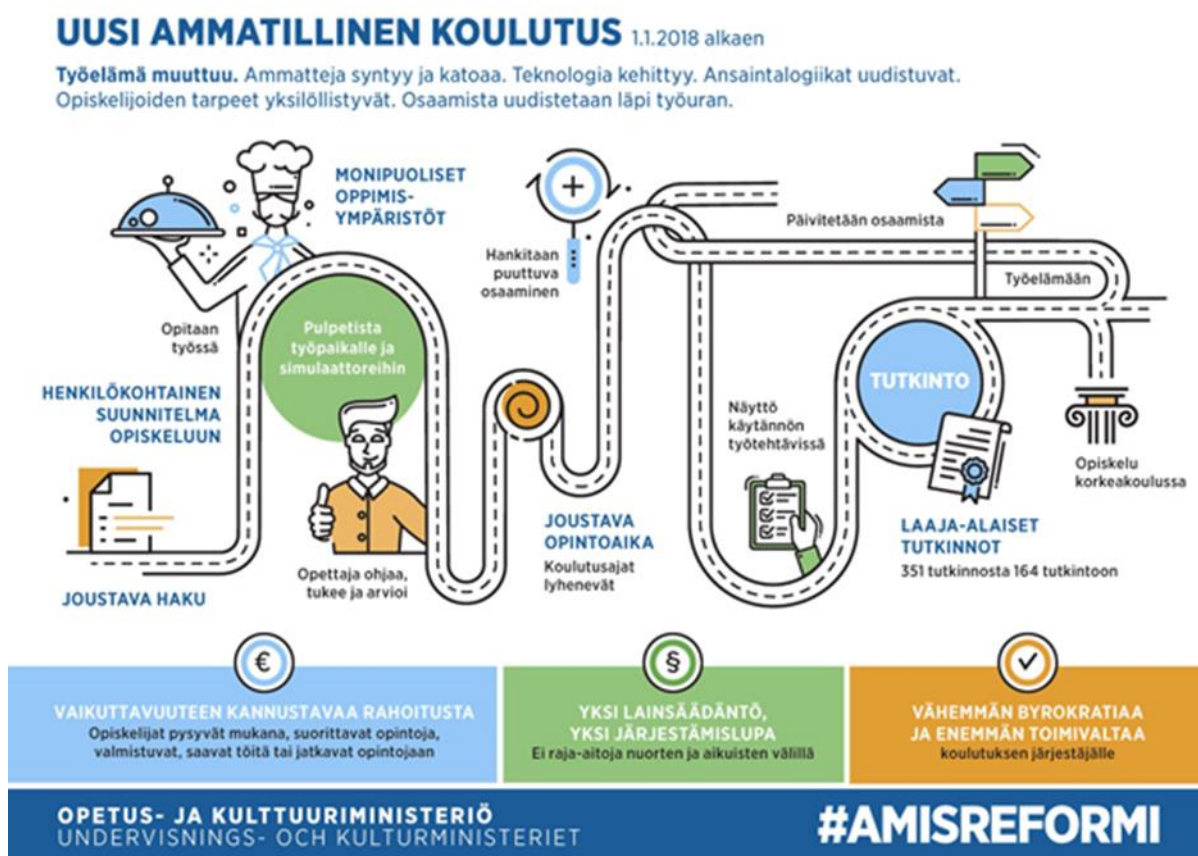 UUSI AMMATILLINEN KOULUTUS 1.1.2018 alkaen
Työelämä muuttuu. Ammatteja syntyy ja katoaa. Teknologia kehittyy. Ansaintalogiikat uudistuvat.
Opiskelijoiden tarpeet yksilöllistyvät. Osaamista uudistetaan läpi työuran.
MONIPUOLISET
OPPIMIS-
YMPÄRISTÖT
Opitaan
työssä
Pulpetista
työpaikalle ja
simulaattoreihin
HENKILÖKOHTAINEN
SUUNNITELMA
OPISKELUUN
JOUSTAVA HAKU
Opettaja ohjaa,
tukee ja arvioi
Hankitaan
puuttuva
osaaminen
JOUSTAVA
OPINTOAIKA
Koulutusajat
lyhenevät
Päivitetään osaamista
Työelämään
Näyttö
käytännön
työtehtävissä
TUTKINTO
LAAJA-ALAISET
TUTKINNOT
351 tutkinnosta 164 tutkintoon
Opiskelu
korkeakoulussa
€
VAIKUTTAVUUTEEN KANNUSTAVAA RAHOITUSTA
Opiskelijat pysyvät mukana, suorittavat opintoja,
valmistuvat, saavat töitä tai jatkavat opintojaan
§
YKSI LAINSÄÄDÄNTÖ,
YKSI JÄRJESTÄMISLUPA
Ei raja-aitoja nuorten ja aikuisten välillä
VÄHEMMÄN BYROKRATIAA
JA ENEMMÄN TOIMIVALTAA
koulutuksen järjestäjälle
OPETUS- JA KULTTUURIMINISTERIÖ
UNDERVISNINGS- OCH KULTURMINISTERIET
#AMISREFORMI